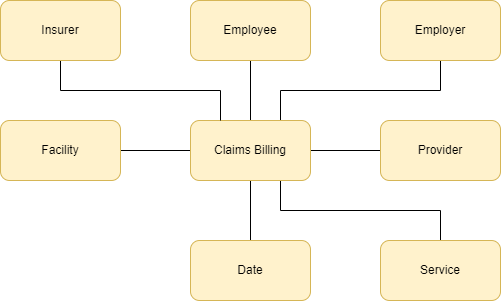 Insurer
Employee
Employer
Facility
Claims Billing
Provider
Date
Service